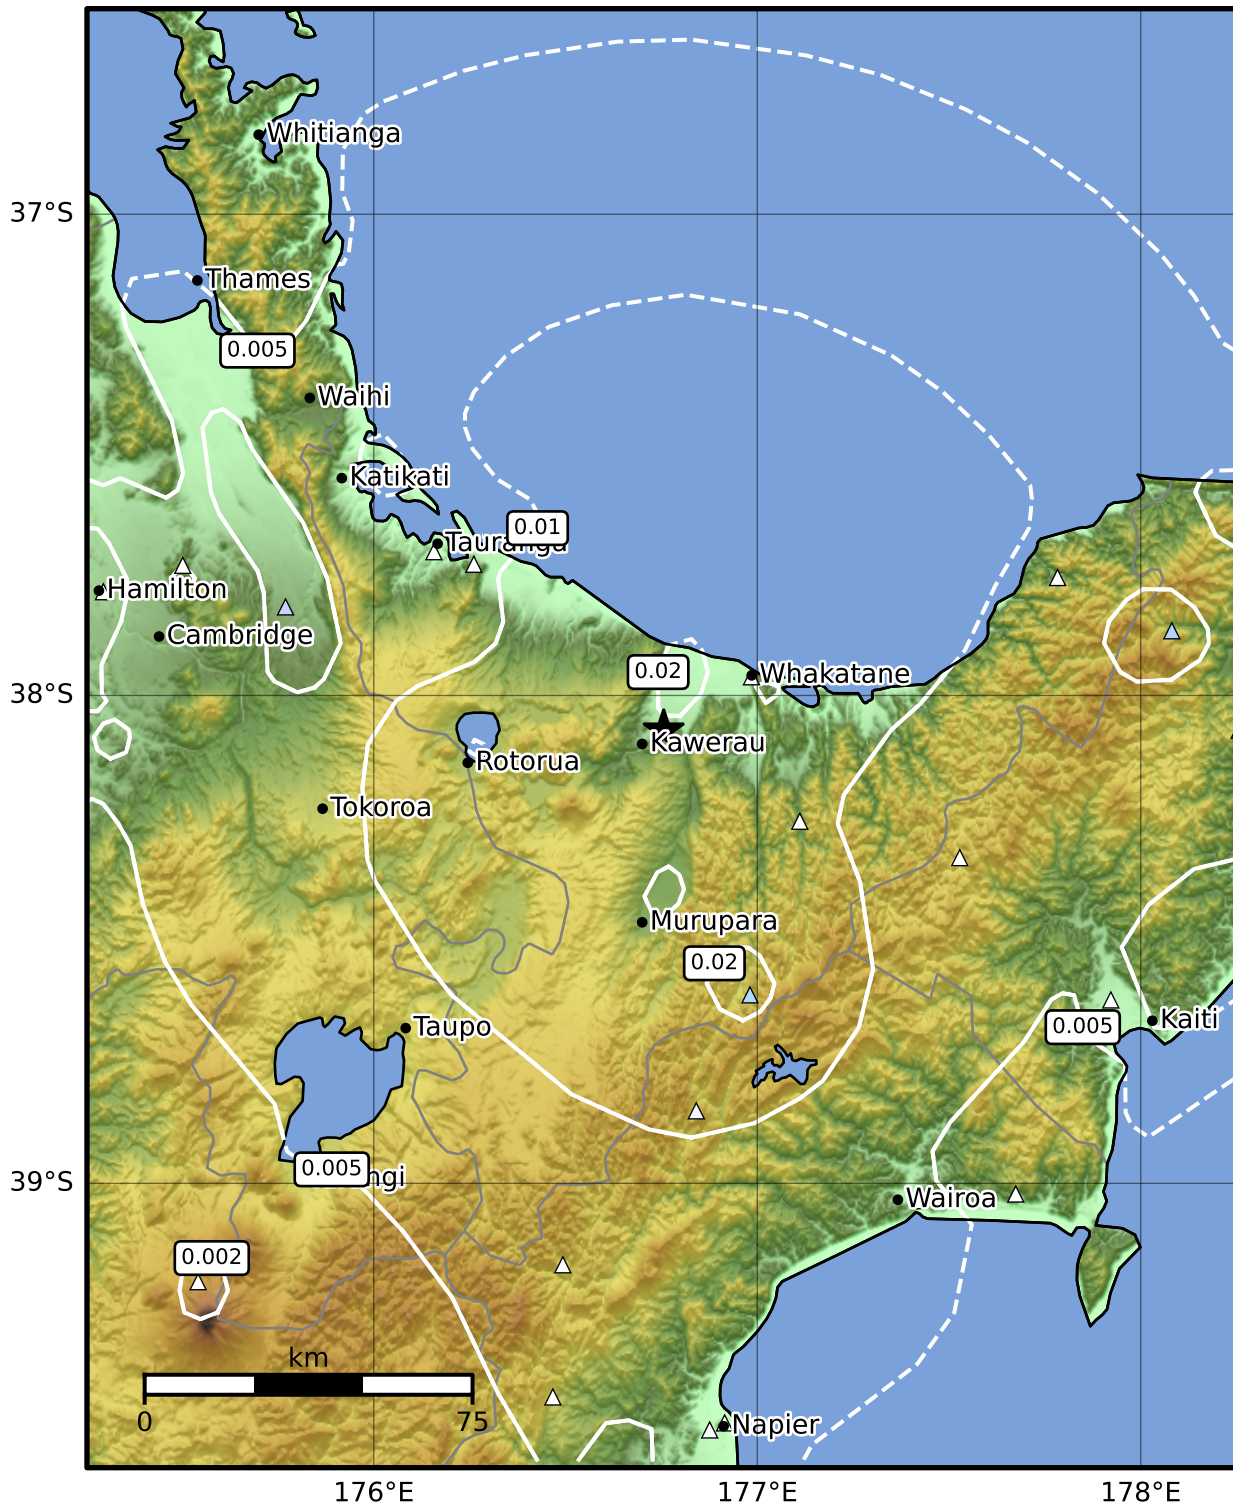 Whitianga
37°S
Thames
0.005
Waihi
Katikati
0.01
Tauranga
Hamilton
Cambridge
0.02
Whakatane
38°S
Kawerau
Rotorua
Tokoroa
Murupara
0.02
Kaiti
0.005
Taupo
39°S
0.005
ngi
Wairoa
0.002
km
0
75
Napier
176°E
177°E
178°E